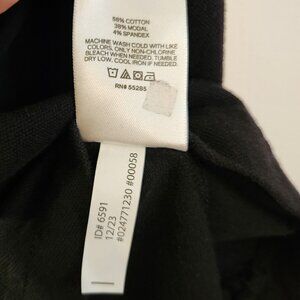 58% COTTON
38% MODAL
4% SPANDEX
MACHINE WASH COLD WITH LIKE
COLORS, ONLY NON-CHLORINE
BLEACH WHEN NEEDED. TUMBLE
DRY LOW. COOL IRON IF NEEDED.
RN# 55285
ID# 6591
12/23
#024771230 #00058